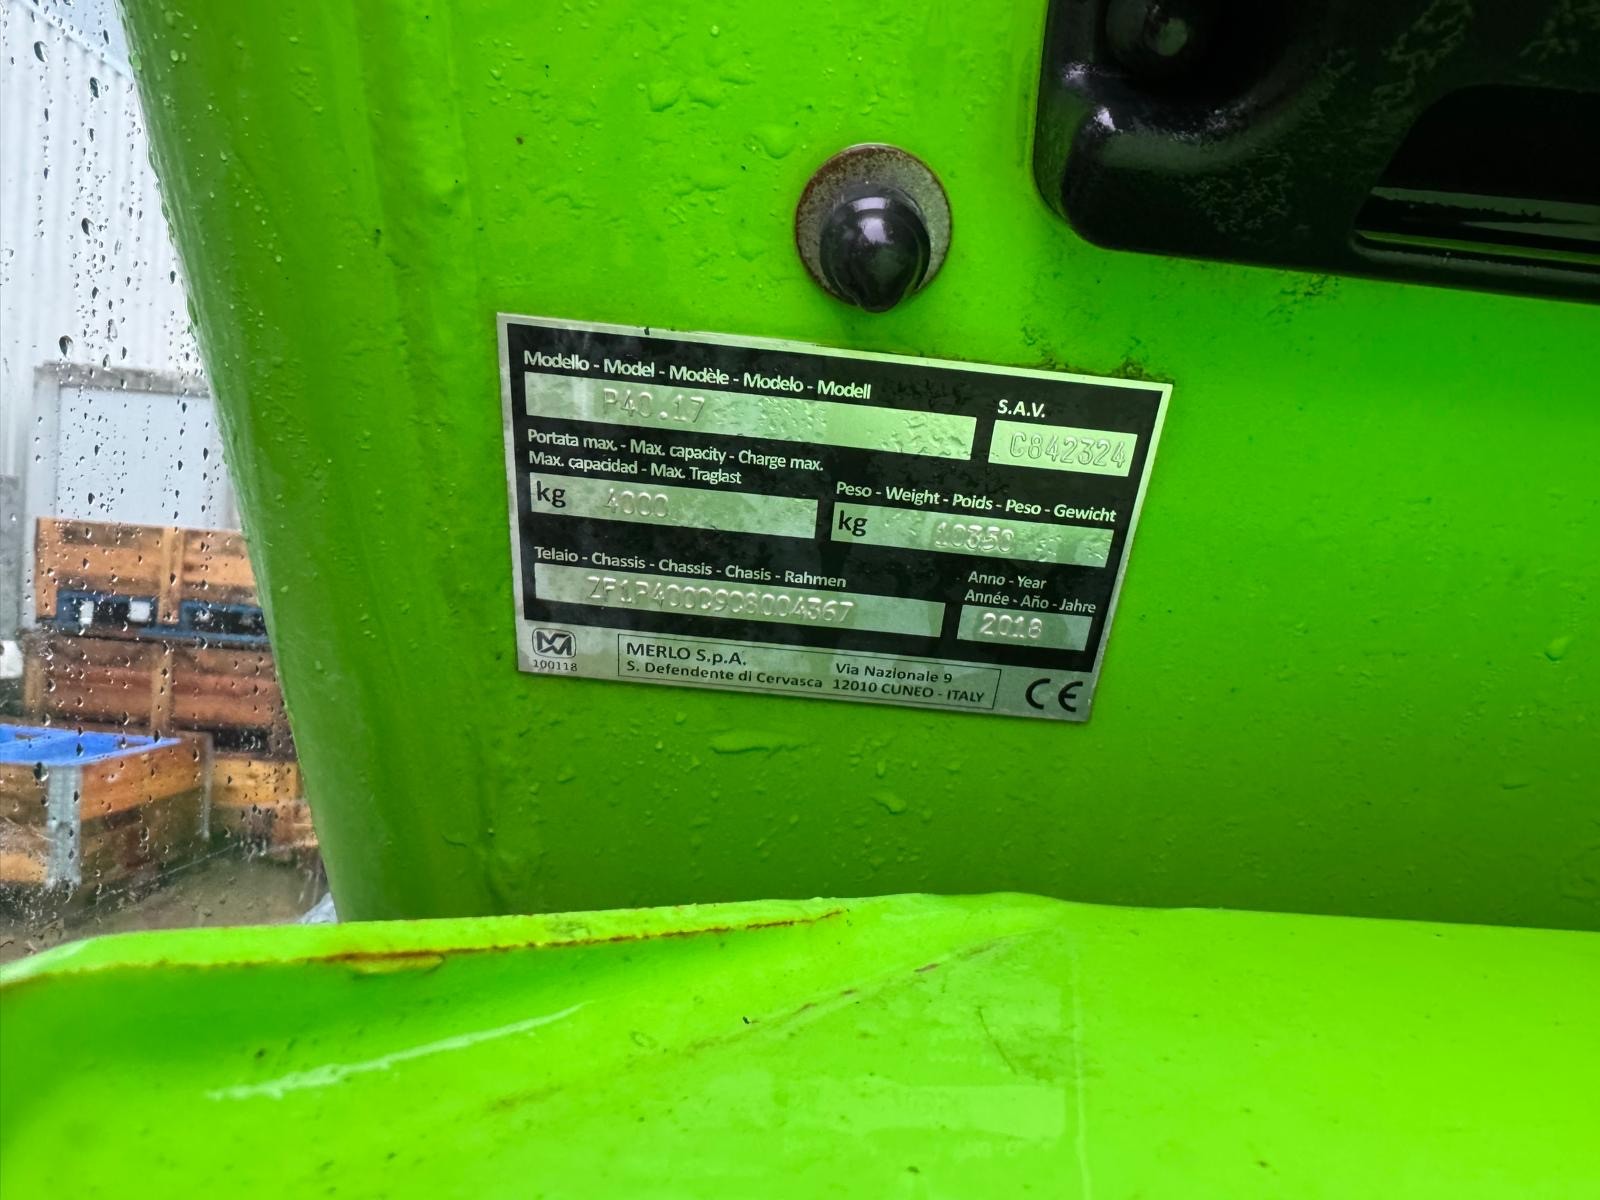 Modello - Model - Modèle - Modelo - Modell
P40.17
S.A.V.
C842324
Portata max. - Max. capacity - Charge max.
Max. çapacidad - Max. Traglast
kg 4000
Peso - Weight - Poids - Peso - Gewicht
kg 10350
Telaio - Chassis - Chassis - Chasis - Rahmen
Anno - Year
Année - Año - Jahre
2018
100118
MERLO S.p.A.
S. Defendente di Cervasca
Via Nazionale 9
12010 CUNEO - ITALY
CE